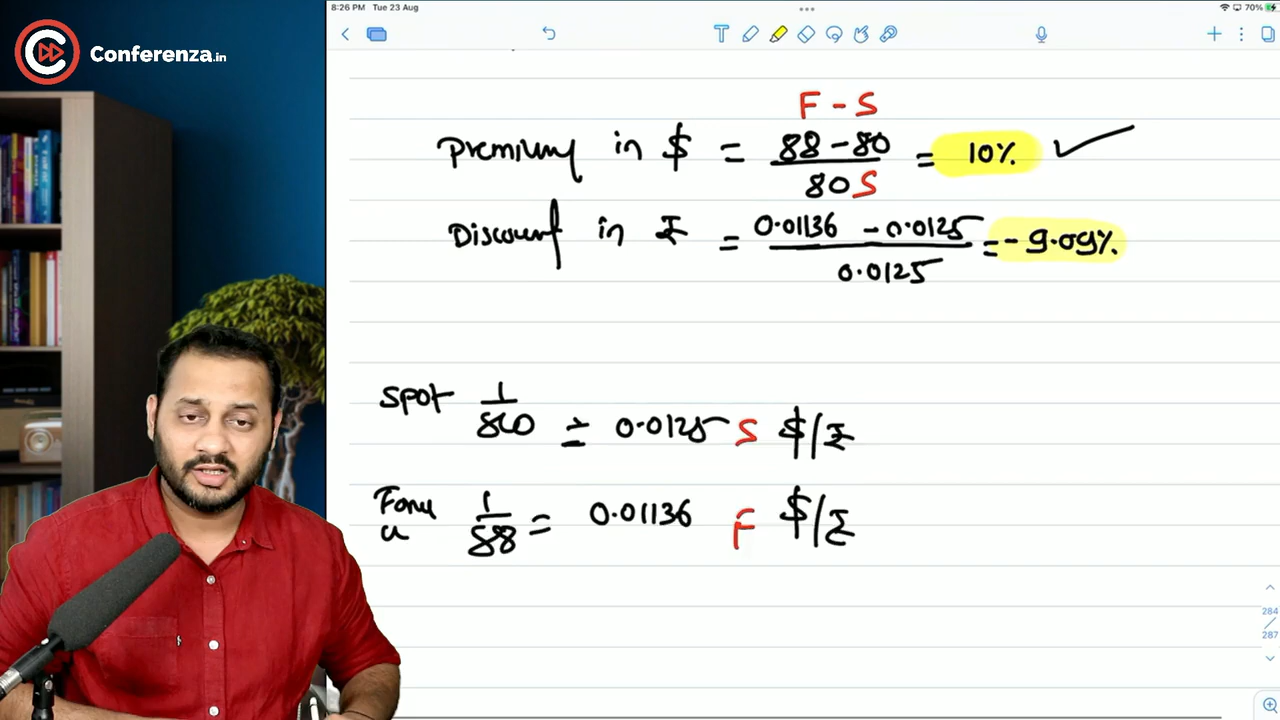 8:26 PM Tue 23 Aug
70%
Conferenza.in
F - S
Premium in $ = 88 - 80 / 80 S = 10% ✓
Discount in ₹ = 0.01136 - 0.0125 / 0.0125 = - 9.09%
Spot 1/80 = 0.0125 S $/₹
1/88 = 0.01136 F $/₹
284
287